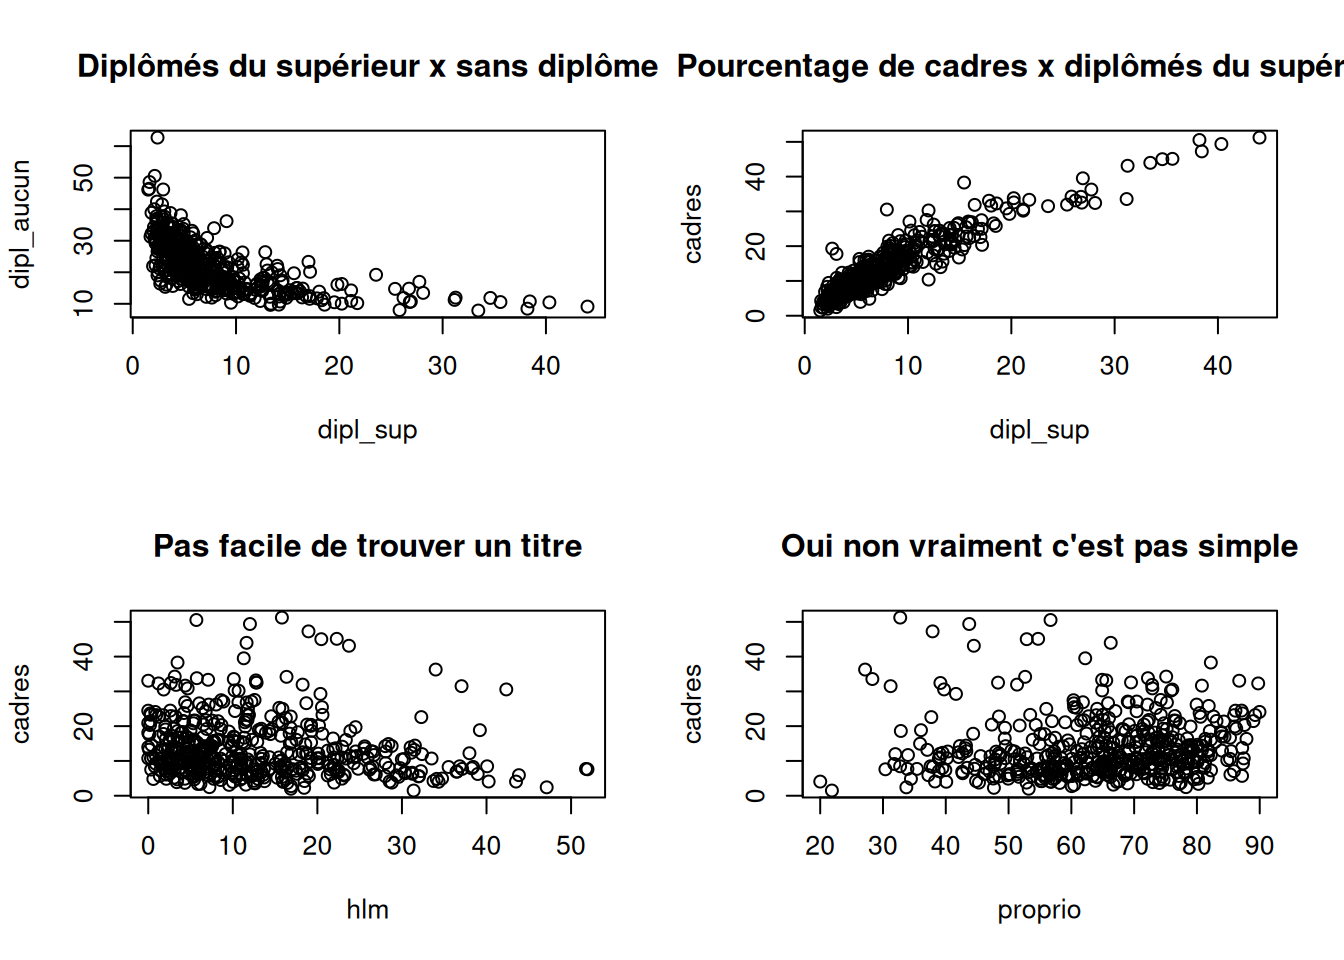 Diplômés du supérieur x sans diplôme
dipl_aucun
10 30 50
0 10 20 30 40
dipl_sup
Pourcentage de cadres x diplômés du supér
cadres
0 20 40
0 10 20 30 40
dipl_sup
Pas facile de trouver un titre
cadres
0 20 40
0 10 20 30 40 50
hlm
Oui non vraiment c'est pas simple
cadres
0 20 40
20 30 40 50 60 70 80 90
proprio